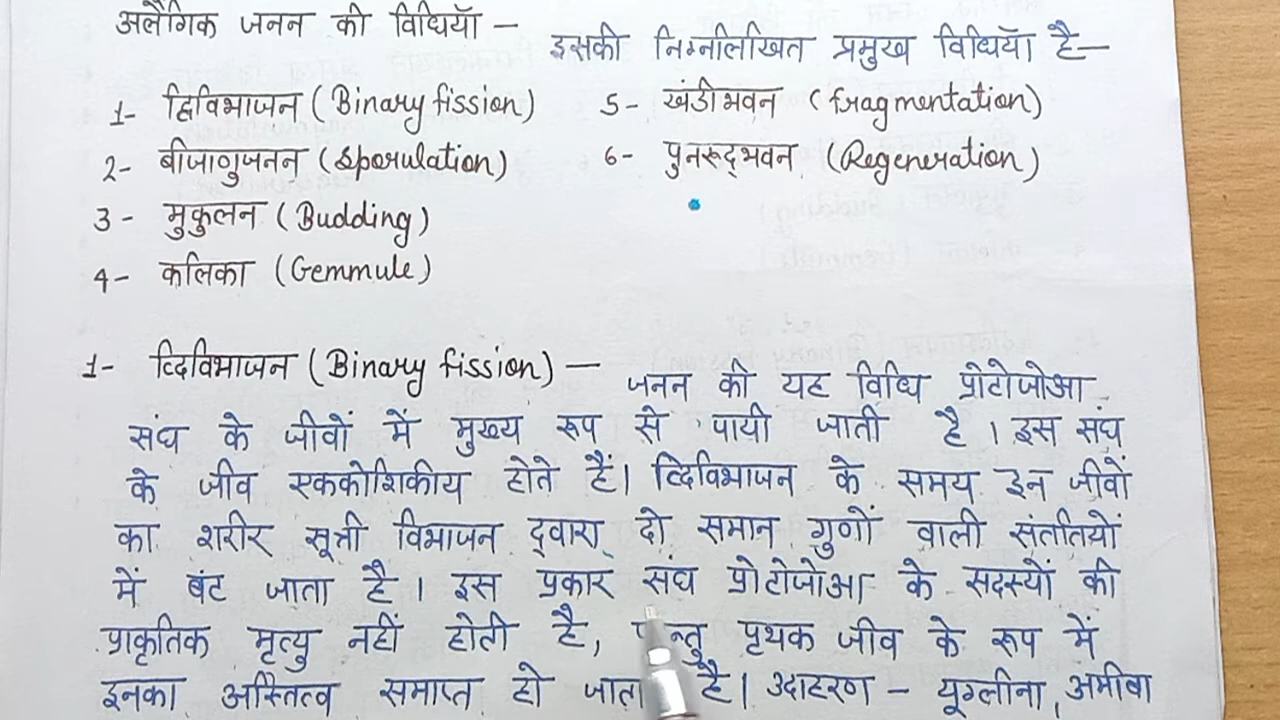 अलैंगिक जनन की विधियाँ —
इसकी निम्नलिखित प्रमुख विधियाँ है—
1- द्विविभाजन (Binary fission)
2- बीजाणुजनन (Sporulation)
3- मुकुलन (Budding)
4- कलिका (Gemmule)
5- खंडीभवन (fragmentation)
6- पुनरूद्भवन (Regeneration)
1- द्विविभाजन (Binary fission) — जनन की यह विधि प्रोटोजोआ
संघ के जीवों में मुख्य रूप से पायी जाती है। इस संघ
के जीव एककोशिकीय होते हैं। द्विविभाजन के समय इन जीवों
का शरीर सूत्री विभाजन द्वारा दो समान गुणों वाली संततियों
में बंट जाता है। इस प्रकार संघ प्रोटोजोआ के सदस्यों की
प्राकृतिक मृत्यु नहीं होती है, पृथक जीव के रूप में
इनका अस्तित्व समाप्त हो जाता है। उदाहरण – यूग्लीना, अमीबा